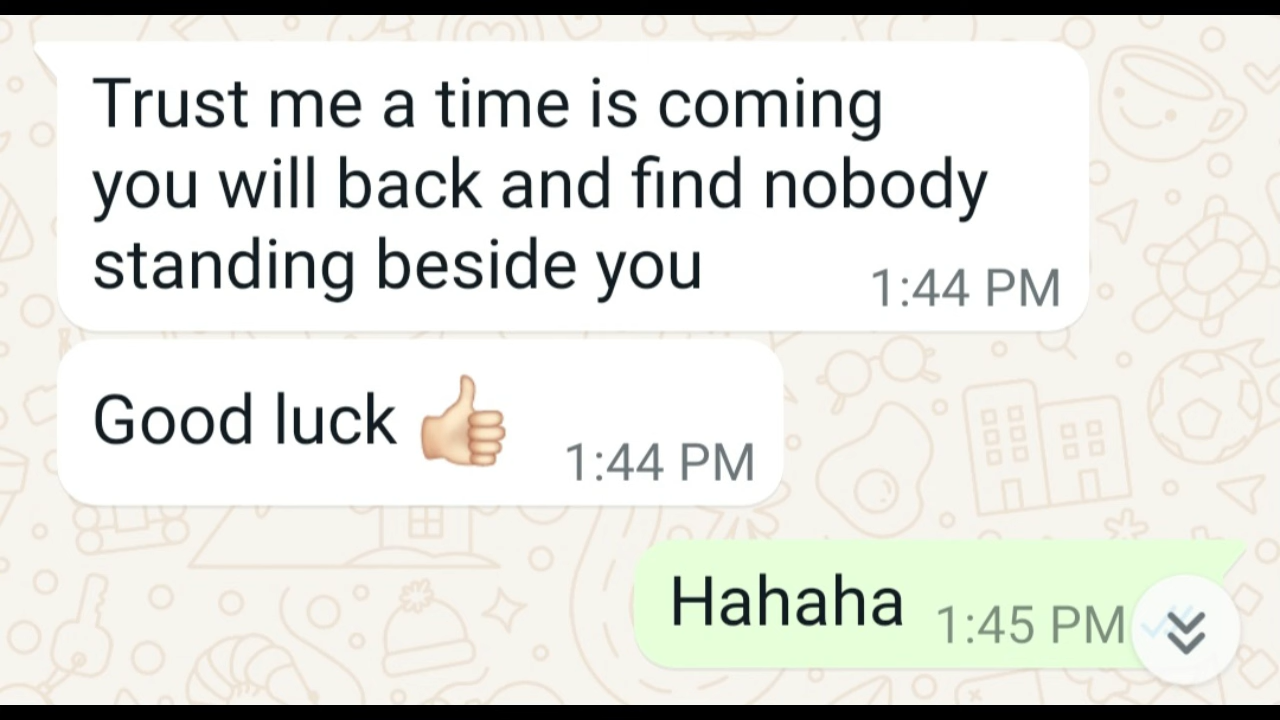 Trust me a time is coming
you will back and find nobody
standing beside you
1:44 PM
Good luck 👍🏻
1:44 PM
Hahaha
1:45 PM